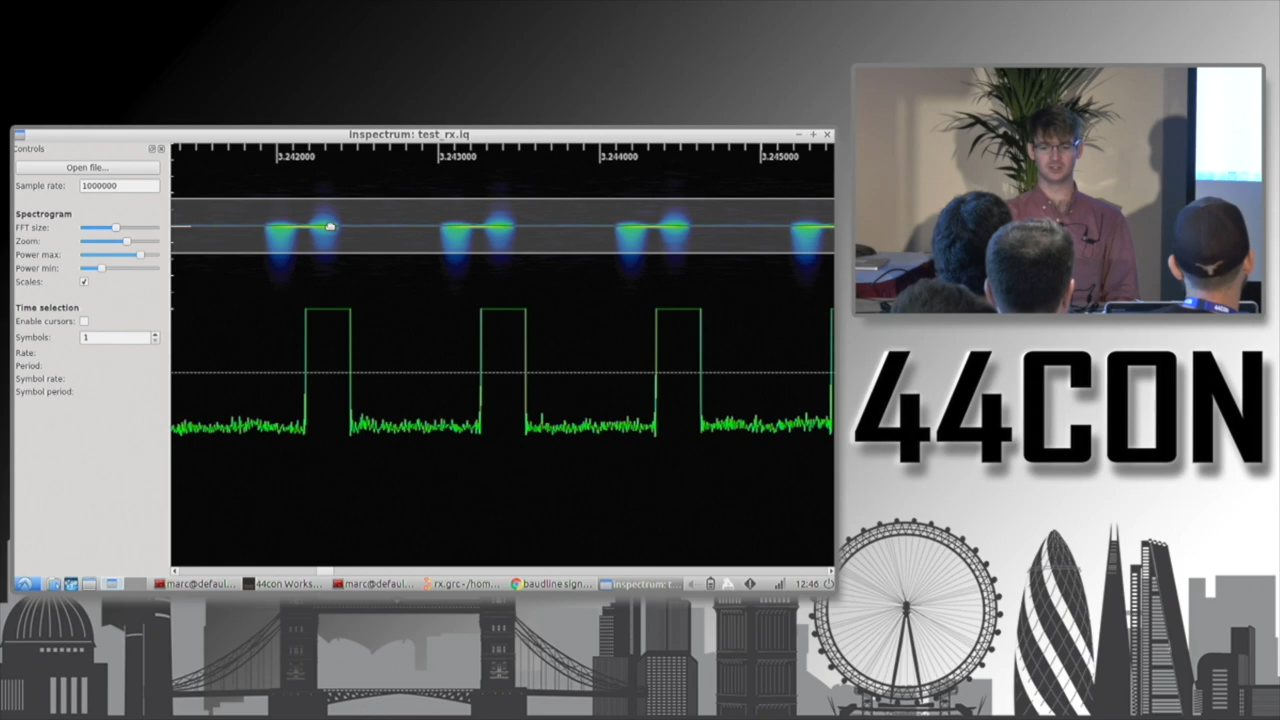 Inspectrum: test_rx.iq
Controls
Open file...
Sample rate: 1000000
Spectrogram
FFT size:
Zoom:
Power max:
Power min:
Scales:
Time selection
Enable cursors:
Symbols: 1
Rate:
Period:
Symbol rate:
Symbol period:
3.242000 3.243000 3.244000 3.245000
marc@defaul... 44con Works... marc@defaul... rx.grc - /hom... baudline sign... Inspectrum: t... 12:46
44CON